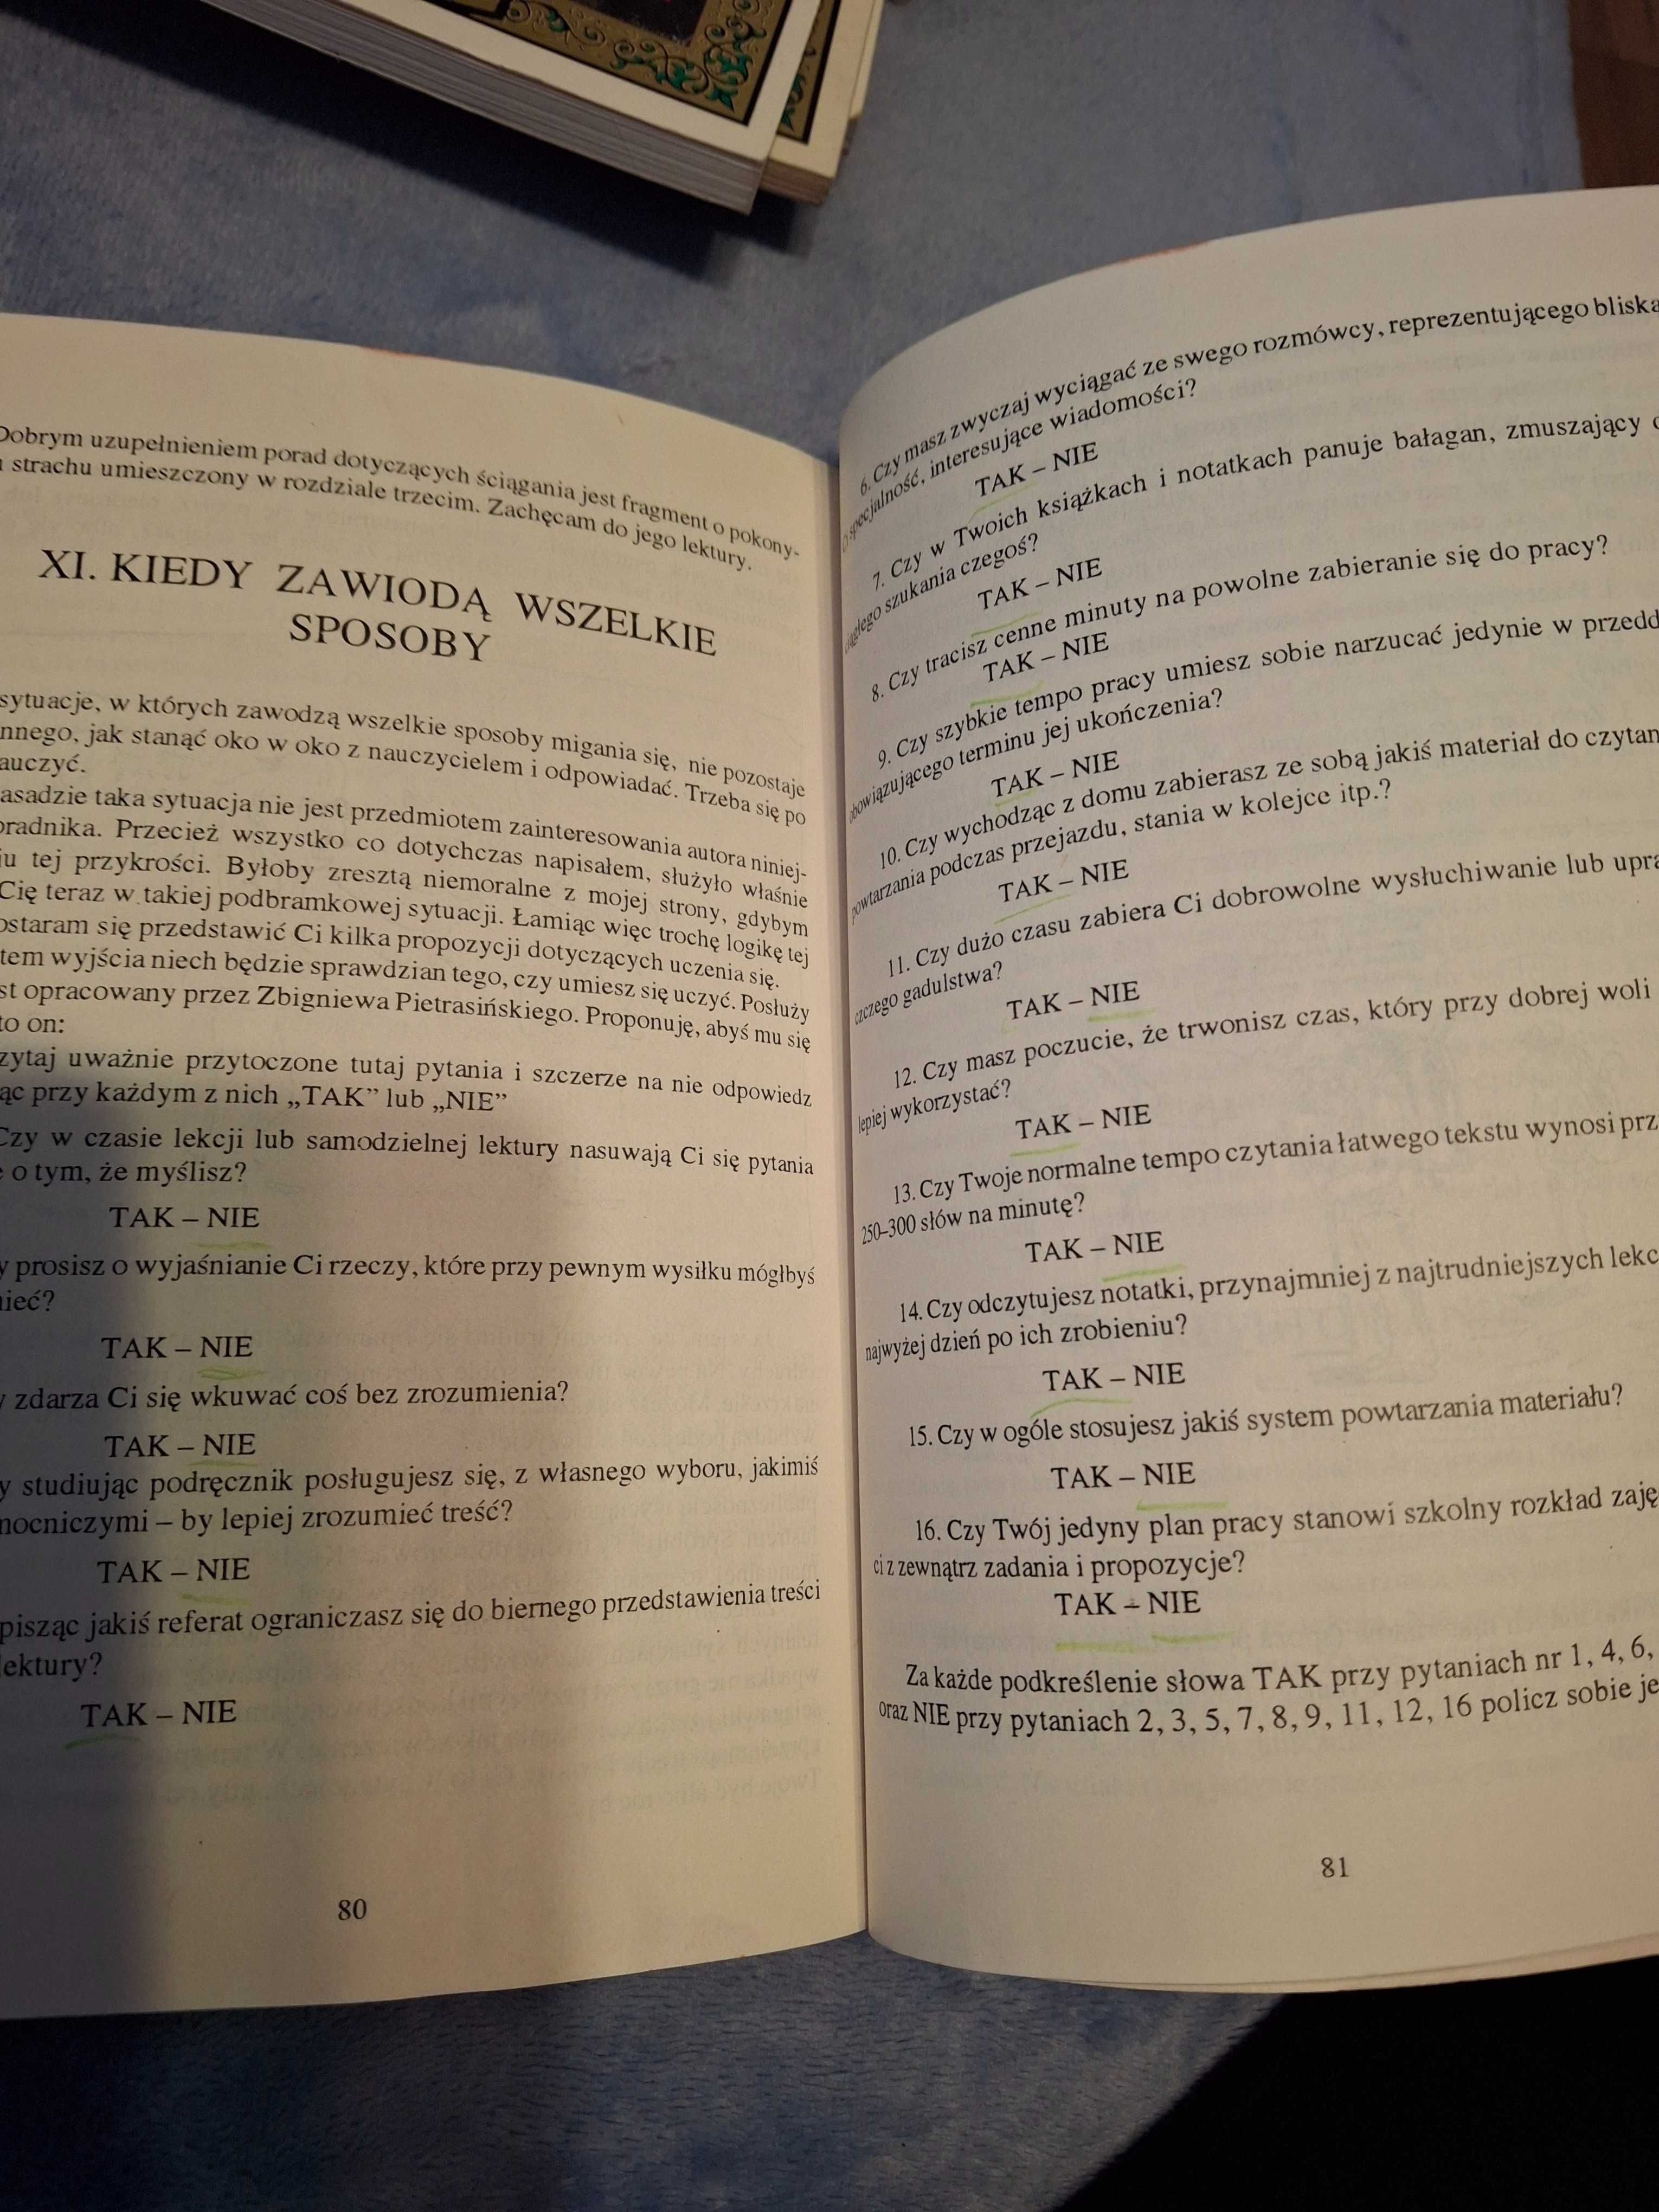 Dobrym uzupełnieniem porad dotyczących ściągania jest fragment o pokony-
strachu umieszczony w rozdziale trzecim. Zachęcam do jego lektury.
XI. KIEDY ZAWIODĄ WSZELKIE
SPOSOBY
sytuacje, w których zawodzą wszelkie sposoby migania się, nie pozostaje
nnego, jak stanąć oko w oko z nauczycielem i odpowiadać. Trzeba się po
auczyć.
asadzie taka sytuacja nie jest przedmiotem zainteresowania autora niniej-
oradnika. Przecież wszystko co dotychczas napisałem, służyło właśnie
iu tej przykrości. Byłoby zresztą niemoralne z mojej strony, gdybym
Cię teraz w takiej podbramkowej sytuacji. Łamiąc więc trochę logikę tej
ostaram się przedstawić Ci kilka propozycji dotyczących uczenia się.
tem wyjścia niech będzie sprawdzian tego, czy umiesz się uczyć. Posłuży
st opracowany przez Zbigniewa Pietrasińskiego. Proponuję, abyś mu się
to on:
zytaj uważnie przytoczone tutaj pytania i szczerze na nie odpowiedz
ąc przy każdym z nich „TAK” lub „NIE”
Czy w czasie lekcji lub samodzielnej lektury nasuwają Ci się pytania
o tym, że myślisz?
TAK – NIE
y prosisz o wyjaśnianie Ci rzeczy, które przy pewnym wysiłku mógłbyś
ieć?
TAK – NIE
zdarza Ci się wkuwać coś bez zrozumienia?
TAK – NIE
y studiując podręcznik posługujesz się, z własnego wyboru, jakimiś
mocniczymi – by lepiej zrozumieć treść?
TAK – NIE
pisząc jakiś referat ograniczasz się do biernego przedstawienia treści
lektury?
TAK – NIE
80
6. Czy masz zwyczaj wyciągać ze swego rozmówcy, reprezentującego bliską
Ci specjalność, interesujące wiadomości?
TAK – NIE
7. Czy w Twoich książkach i notatkach panuje bałagan, zmuszający
ciągłego szukania czegoś?
TAK – NIE
8. Czy tracisz cenne minuty na powolne zabieranie się do pracy?
TAK – NIE
9. Czy szybkie tempo pracy umiesz sobie narzucać jedynie w przedd
obowiązującego terminu jej ukończenia?
TAK – NIE
10. Czy wychodząc z domu zabierasz ze sobą jakiś materiał do czytan
powtarzania podczas przejazdu, stania w kolejce itp.?
TAK – NIE
11. Czy dużo czasu zabiera Ci dobrowolne wysłuchiwanie lub upra
czczego gadulstwa?
TAK – NIE
12. Czy masz poczucie, że trwonisz czas, który przy dobrej woli
lepiej wykorzystać?
TAK – NIE
13. Czy Twoje normalne tempo czytania łatwego tekstu wynosi prz
250–300 słów na minutę?
TAK – NIE
14. Czy odczytujesz notatki, przynajmniej z najtrudniejszych lekc
najwyżej dzień po ich zrobieniu?
TAK – NIE
15. Czy w ogóle stosujesz jakiś system powtarzania materiału?
TAK – NIE
16. Czy Twój jedyny plan pracy stanowi szkolny rozkład zaję
ci z zewnątrz zadania i propozycje?
TAK – NIE
Za każde podkreślenie słowa TAK przy pytaniach nr 1, 4, 6,
oraz NIE przy pytaniach 2, 3, 5, 7, 8, 9, 11, 12, 16 policz sobie je
81